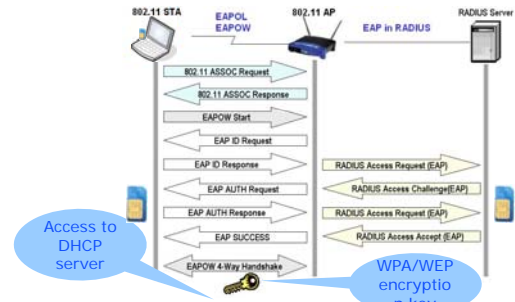 802.11 STA
EAPOL
EAPOW
802.11 AP
EAP in RADIUS
RADIUS Server
802.11 ASSOC Request
802.11 ASSOC Response
EAPOW Start
EAP ID Request
EAP ID Response
RADIUS Access Request (EAP)
EAP AUTH Request
RADIUS Access Challenge(EAP)
EAP AUTH Response
RADIUS Access Request (EAP)
EAP SUCCESS
RADIUS Access Accept (EAP)
EAPOW 4-Way Handshake
Access to
DHCP
server
WPA/WEP
encryptio
n key